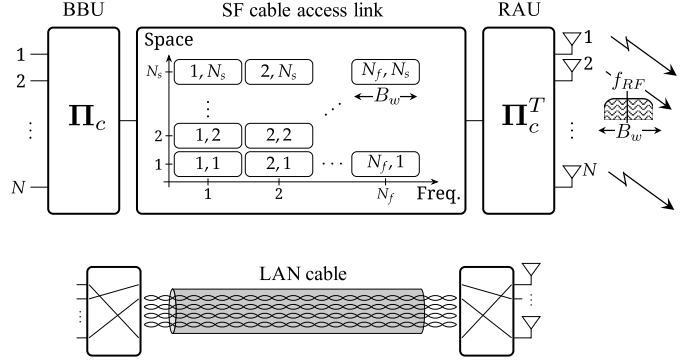 BBU SF cable access link RAU
Space
1
2
⋮
N
Π_c
N_s
⋮
2
1
1, N_s 2, N_s N_f, N_s
⋮ ⋰ B_w
1,2 2,2
1,1 2,1 ⋯ N_f, 1
1 2 N_f Freq.
Π_c^T
1
2
⋮
N
f_RF
B_w
LAN cable
⋮ ⋮